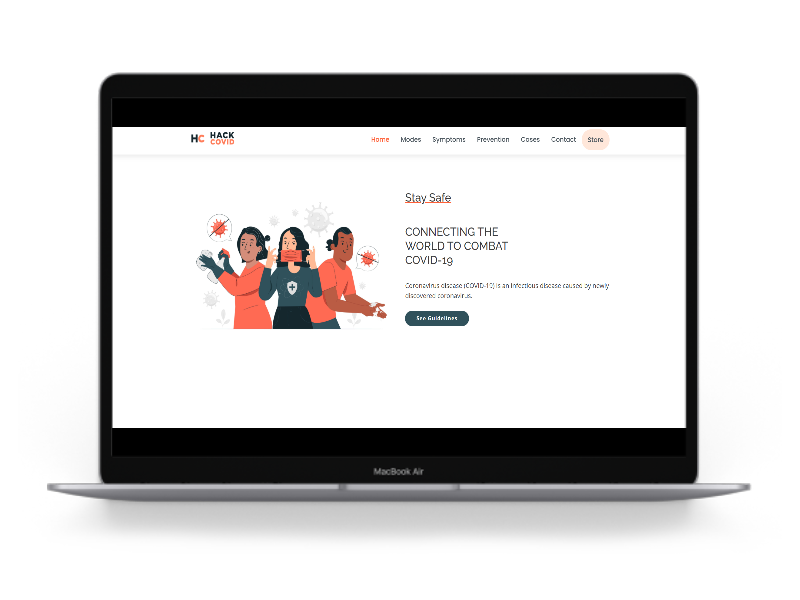 HC HACK
COVID
Home Modes Symptoms Prevention Cases Contact Store
Stay Safe
CONNECTING THE
WORLD TO COMBAT
COVID-19
Coronavirus disease (COVID-19) is an infectious disease caused by newly
discovered coronavirus.
See Guidelines
MacBook Air